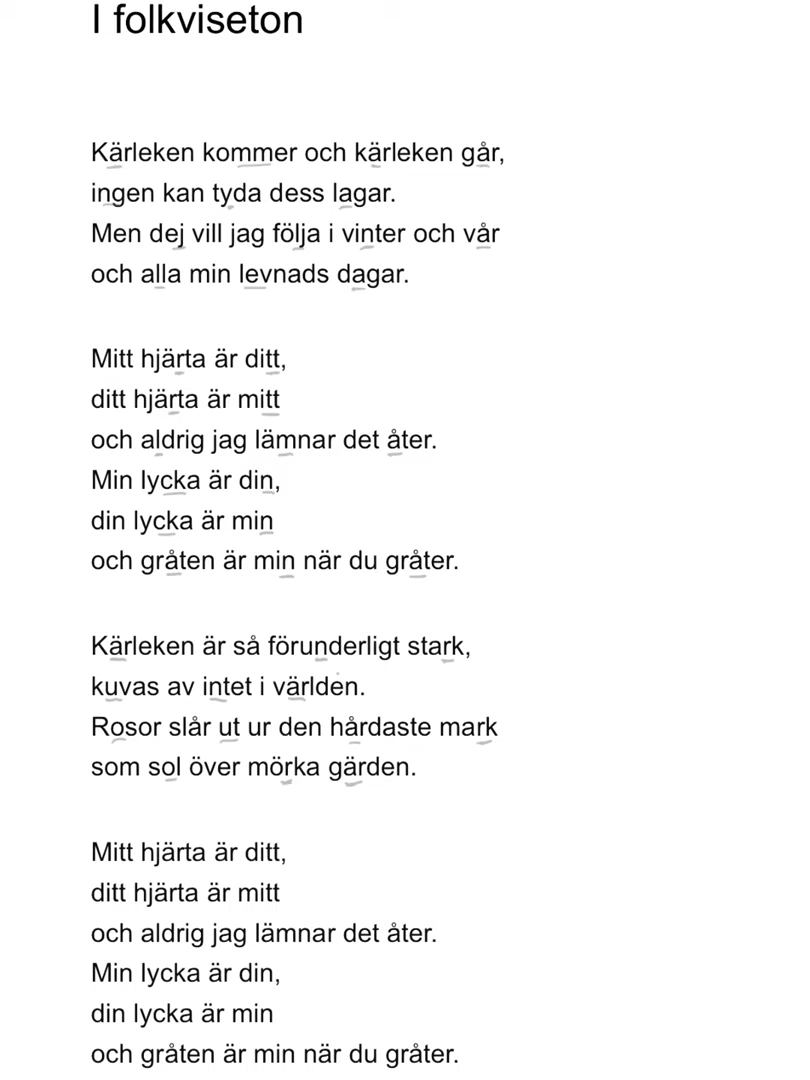 I folkviseton
Kärleken kommer och kärleken går,
ingen kan tyda dess lagar.
Men dej vill jag följa i vinter och vår
och alla min levnads dagar.
Mitt hjärta är ditt,
ditt hjärta är mitt
och aldrig jag lämnar det åter.
Min lycka är din,
din lycka är min
och gråten är min när du gråter.
Kärleken är så förunderligt stark,
kuvas av intet i världen.
Rosor slår ut ur den hårdaste mark
som sol över mörka gärden.
Mitt hjärta är ditt,
ditt hjärta är mitt
och aldrig jag lämnar det åter.
Min lycka är din,
din lycka är min
och gråten är min när du gråter.